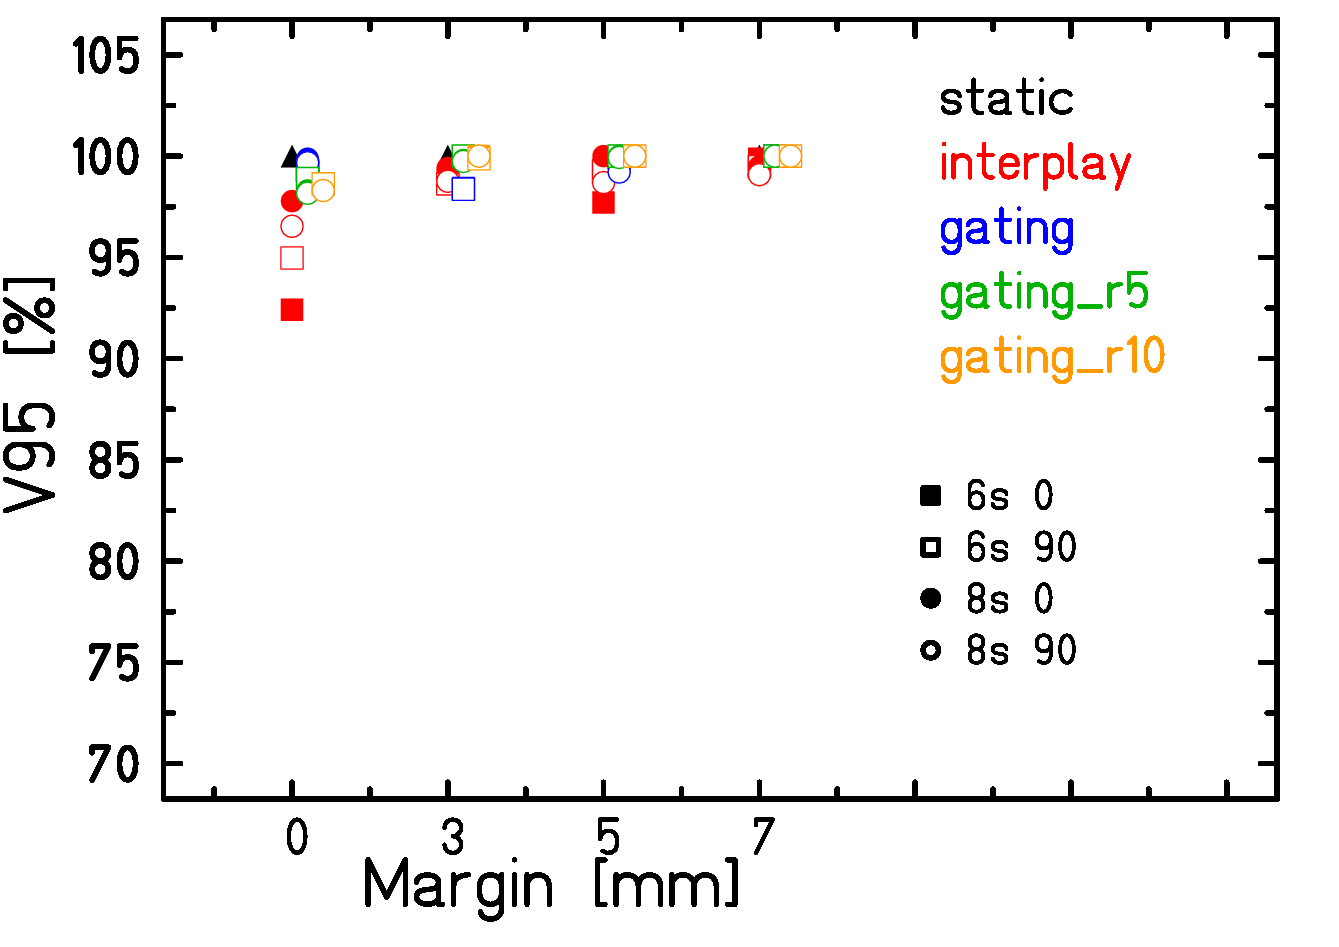 105
100
95
90
85
80
75
70
V95 [%]
0 3 5 7
Margin [mm]
static
interplay
gating
gating_r5
gating_r10
6s 0
6s 90
8s 0
8s 90